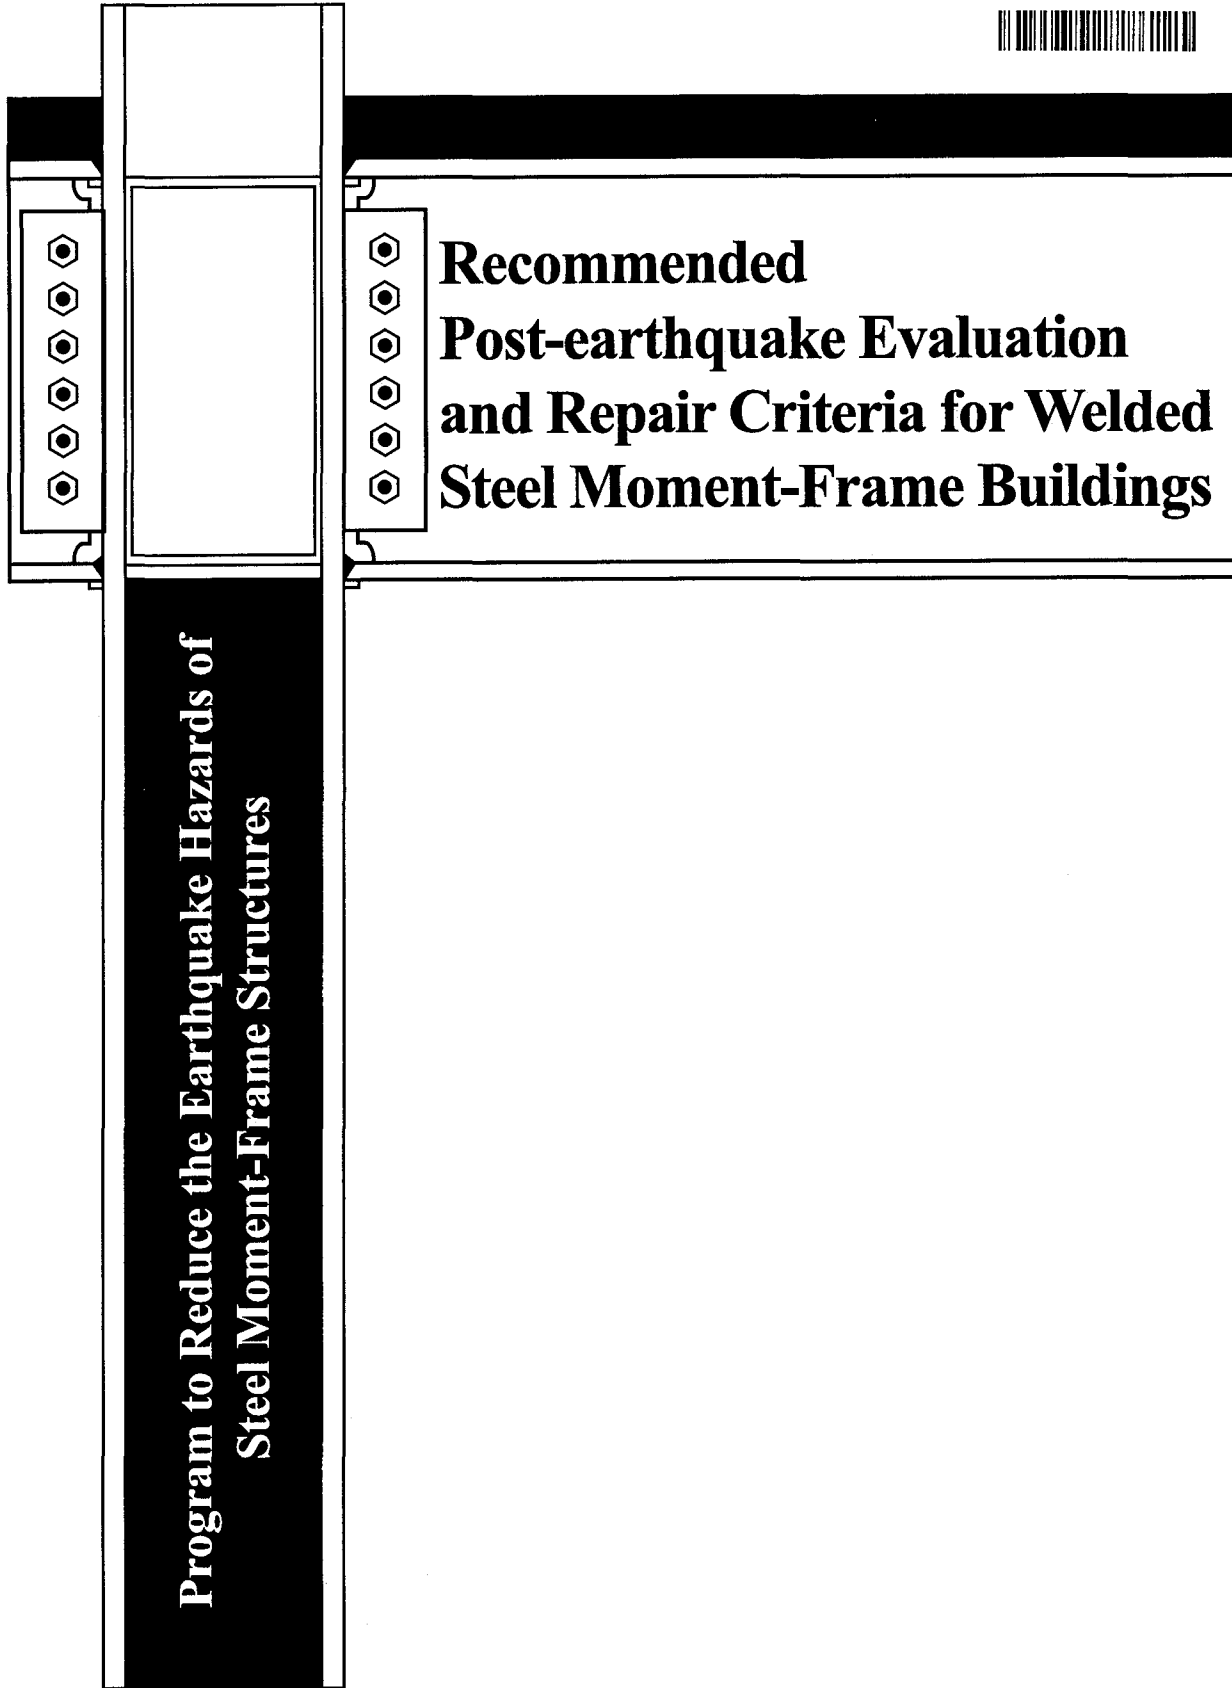 Recommended
Post-earthquake Evaluation
and Repair Criteria for Welded
Steel Moment-Frame Buildings
Program to Reduce the Earthquake Hazards of
Steel Moment-Frame Structures